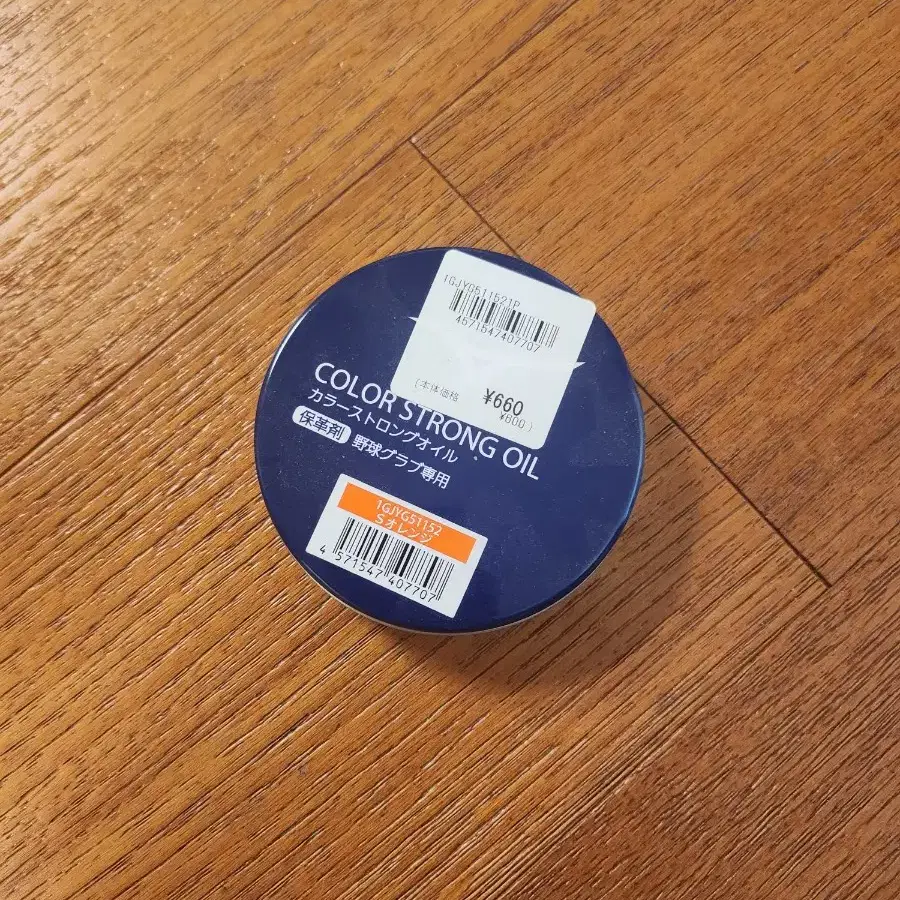 1GJYG511521P
4571547407707
(本体価格 ¥660
¥600)
COLOR STRONG OIL
カラーストロングオイル
保革剤 野球グラブ専用
1GJYG51152
Sオレンジ
4 571547 407707